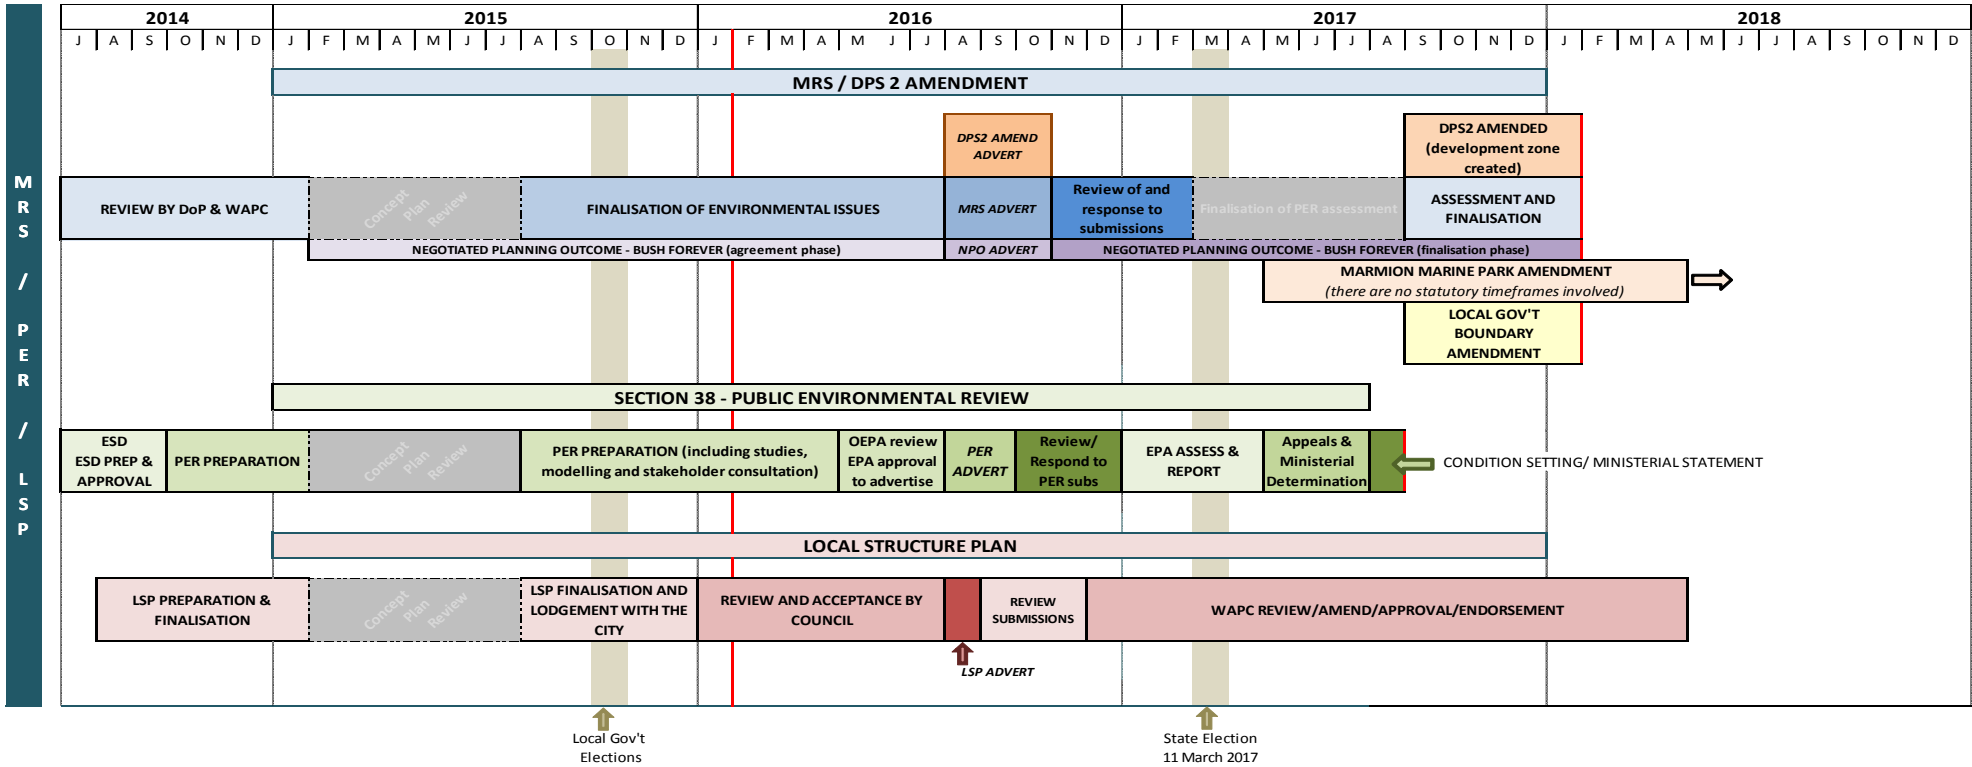 2014 2015 2016 2017 2018
J A S O N D J F M A M J J A S O N D J F M A M J J A S O N D J F M A M J J A S O N D J F M A M J J A S O N D
MRS / PER / LSP
MRS / DPS 2 AMENDMENT
DPS2 AMEND
ADVERT
DPS2 AMENDED
(development zone
created)
REVIEW BY DoP & WAPC
Concept
Plan
Review
FINALISATION OF ENVIRONMENTAL ISSUES
MRS ADVERT
Review of and
response to
submissions
Finalisation of PER assessment
ASSESSMENT AND
FINALISATION
NEGOTIATED PLANNING OUTCOME - BUSH FOREVER (agreement phase)
NPO ADVERT
NEGOTIATED PLANNING OUTCOME - BUSH FOREVER (finalisation phase)
MARMION MARINE PARK AMENDMENT
(there are no statutory timeframes involved)
LOCAL GOV'T
BOUNDARY
AMENDMENT
SECTION 38 - PUBLIC ENVIRONMENTAL REVIEW
ESD
ESD PREP &
APPROVAL
PER PREPARATION
Concept
Plan
Review
PER PREPARATION (including studies,
modelling and stakeholder consultation)
OEPA review
EPA approval
to advertise
PER
ADVERT
Review/
Respond to
PER subs
EPA ASSESS &
REPORT
Appeals &
Ministerial
Determination
CONDITION SETTING/ MINISTERIAL STATEMENT
LOCAL STRUCTURE PLAN
LSP PREPARATION &
FINALISATION
Concept
Plan
Review
LSP FINALISATION AND
LODGEMENT WITH THE
CITY
REVIEW AND ACCEPTANCE BY
COUNCIL
REVIEW
SUBMISSIONS
WAPC REVIEW/AMEND/APPROVAL/ENDORSEMENT
LSP ADVERT
Local Gov't
Elections
State Election
11 March 2017